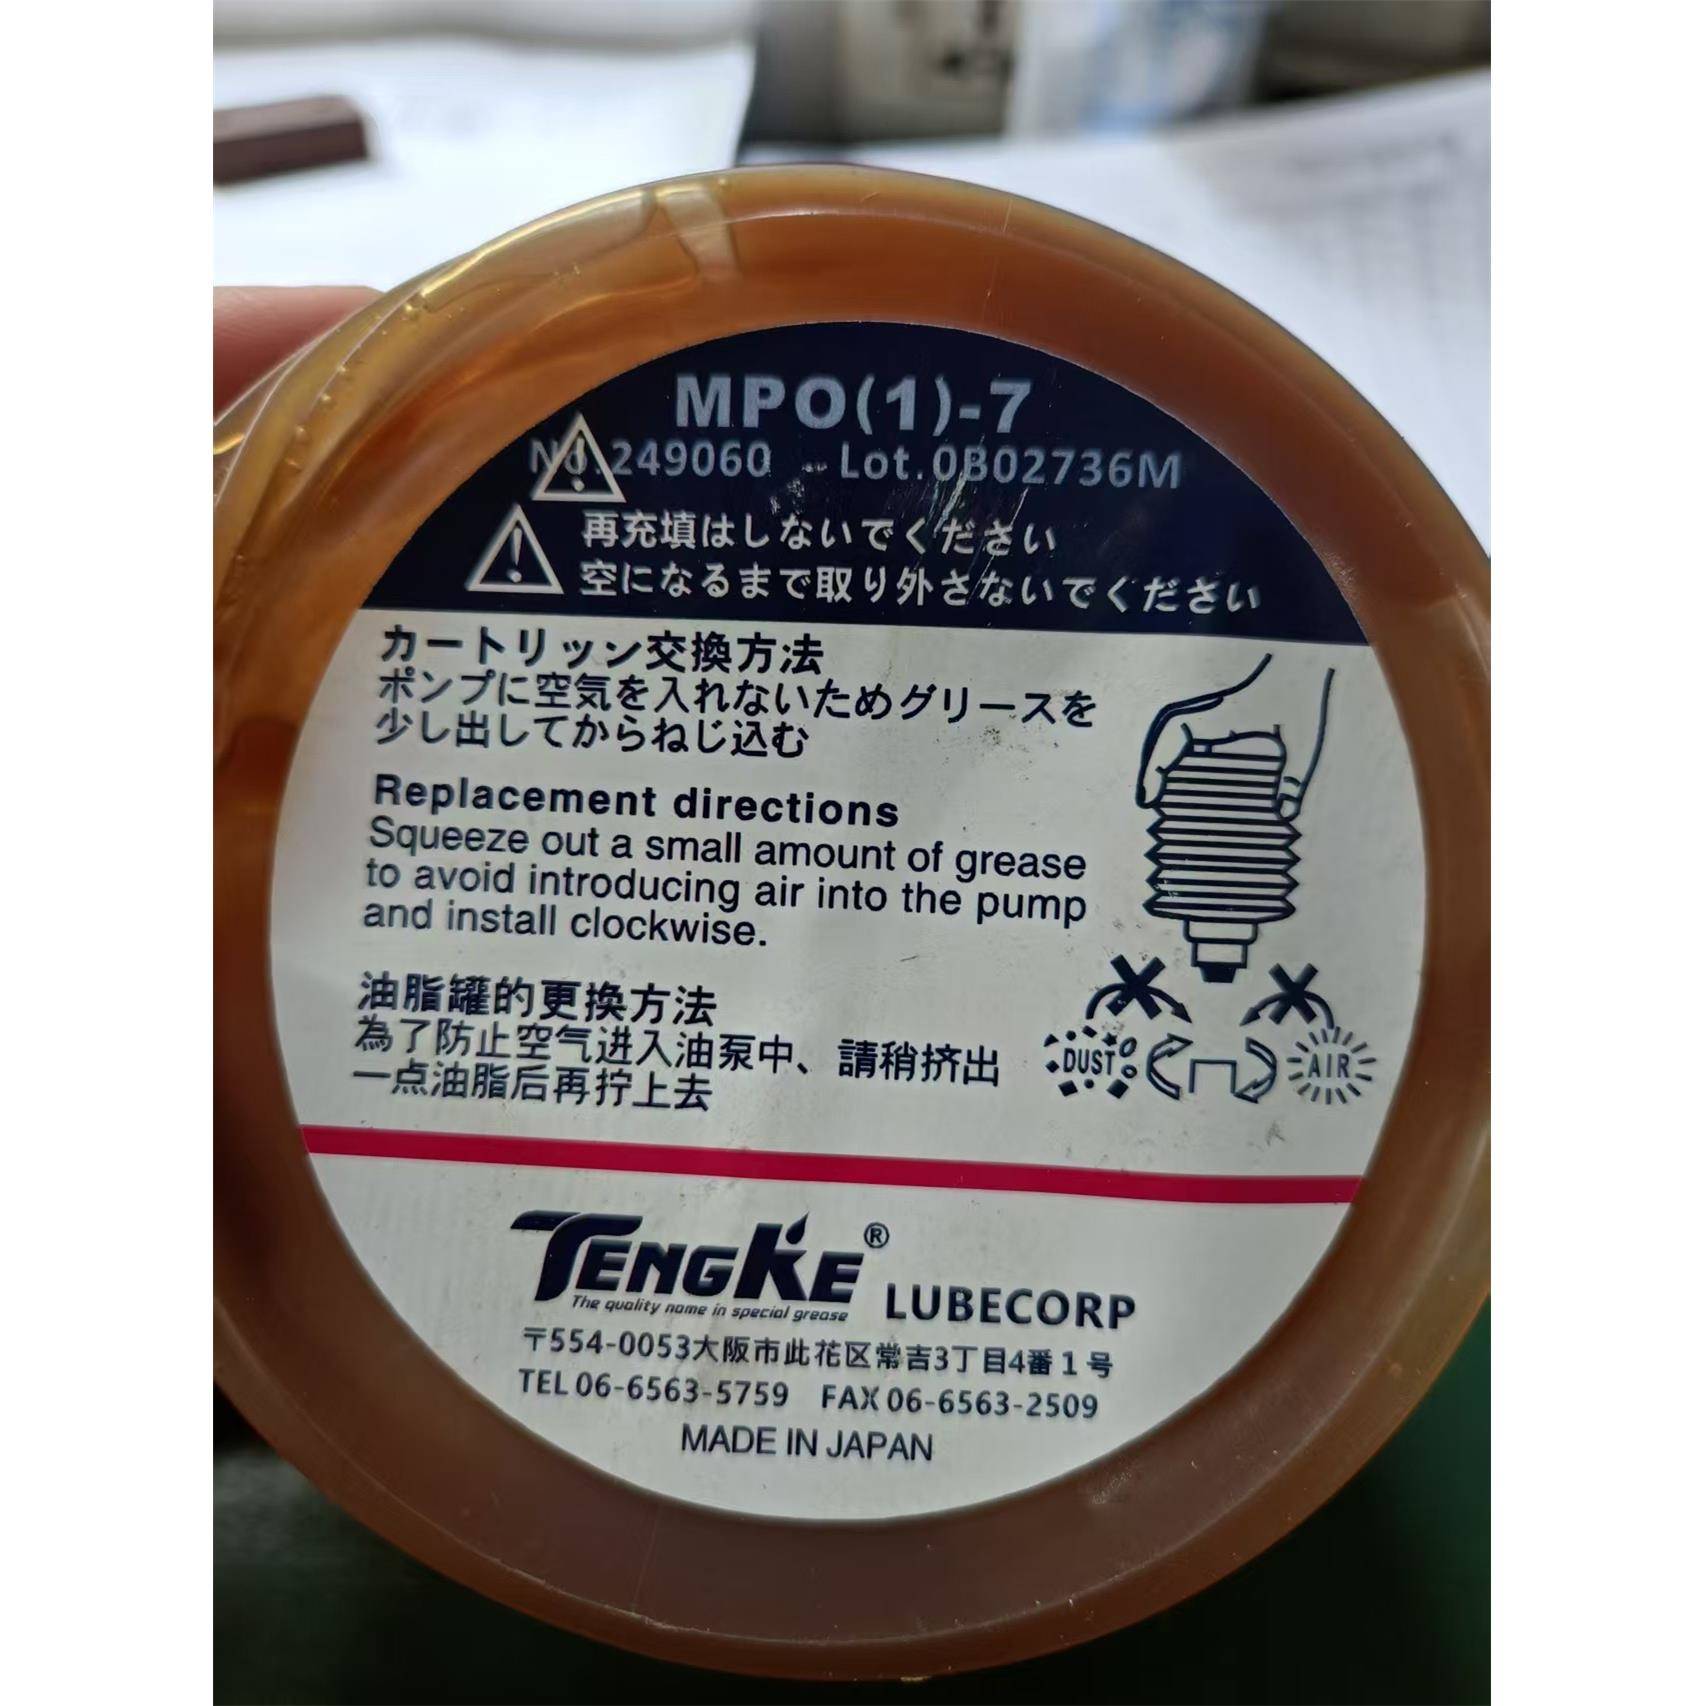 MPO(1)-7
No.249060 -- Lot.0B02736M
再充填はしないでください
空になるまで取り外さないでください
カートリッン交換方法
ポンプに空気を入れないためグリースを
少し出してからねじ込む
Replacement directions
Squeeze out a small amount of grease
to avoid introducing air into the pump
and install clockwise.
油脂罐的更换方法
為了防止空气进入油泵中、請稍挤出
一点油脂后再拧上去
DUST
AIR
TENGKE® LUBECORP
The quality name in special grease
〒554-0053大阪市此花区常吉3丁目4番1号
TEL 06-6563-5759 FAX 06-6563-2509
MADE IN JAPAN